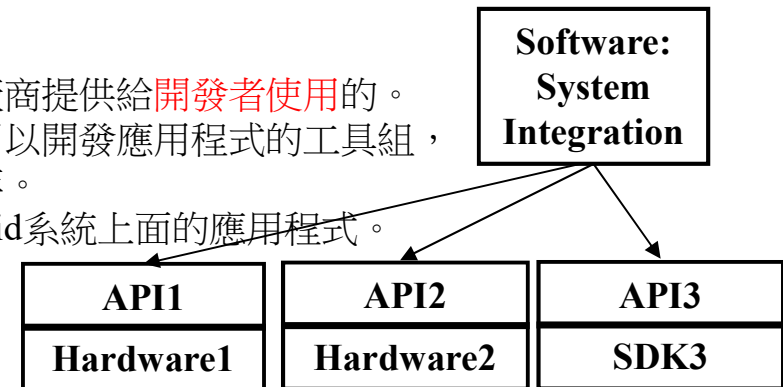 商提供給開發者使用的。
以開發應用程式的工具組,
。
id系統上面的應用程式。
Software:
System
Integration
API1
API2
API3
Hardware1
Hardware2
SDK3